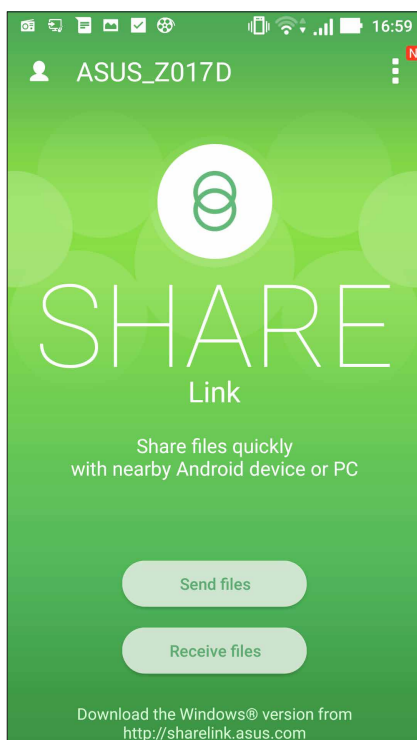 16:59
ASUS_Z017D
N
SHARE
Link
Share files quickly
with nearby Android device or PC
Send files
Receive files
Download the Windows® version from
http://sharelink.asus.com